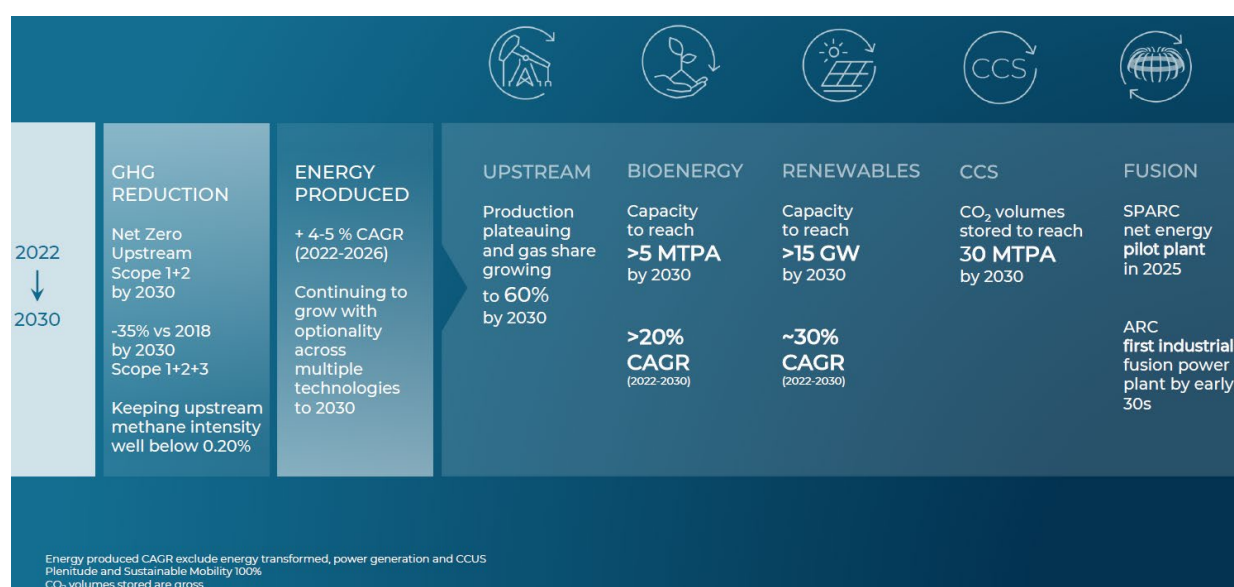 CCS
2022
2030
GHG
REDUCTION
Net Zero
Upstream
Scope 1+2
by 2030
-35% vs 2018
by 2030
Scope 1+2+3
Keeping upstream
methane intensity
well below 0.20%
ENERGY
PRODUCED
+ 4-5 % CAGR
(2022-2026)
Continuing to
grow with
optionality
across
multiple
technologies
to 2030
UPSTREAM
Production
plateauing
and gas share
growing
to 60%
by 2030
BIOENERGY
Capacity
to reach
>5 MTPA
by 2030
>20%
CAGR
(2022-2030)
RENEWABLES
Capacity
to reach
>15 GW
by 2030
~30%
CAGR
(2022-2030)
CCS
CO₂ volumes
stored to reach
30 MTPA
by 2030
FUSION
SPARC
net energy
pilot plant
in 2025
ARC
first industrial
fusion power
plant by early
30s
Energy produced CAGR exclude energy transformed, power generation and CCUS
Plenitude and Sustainable Mobility 100%
CO₂ volumes stored are gross